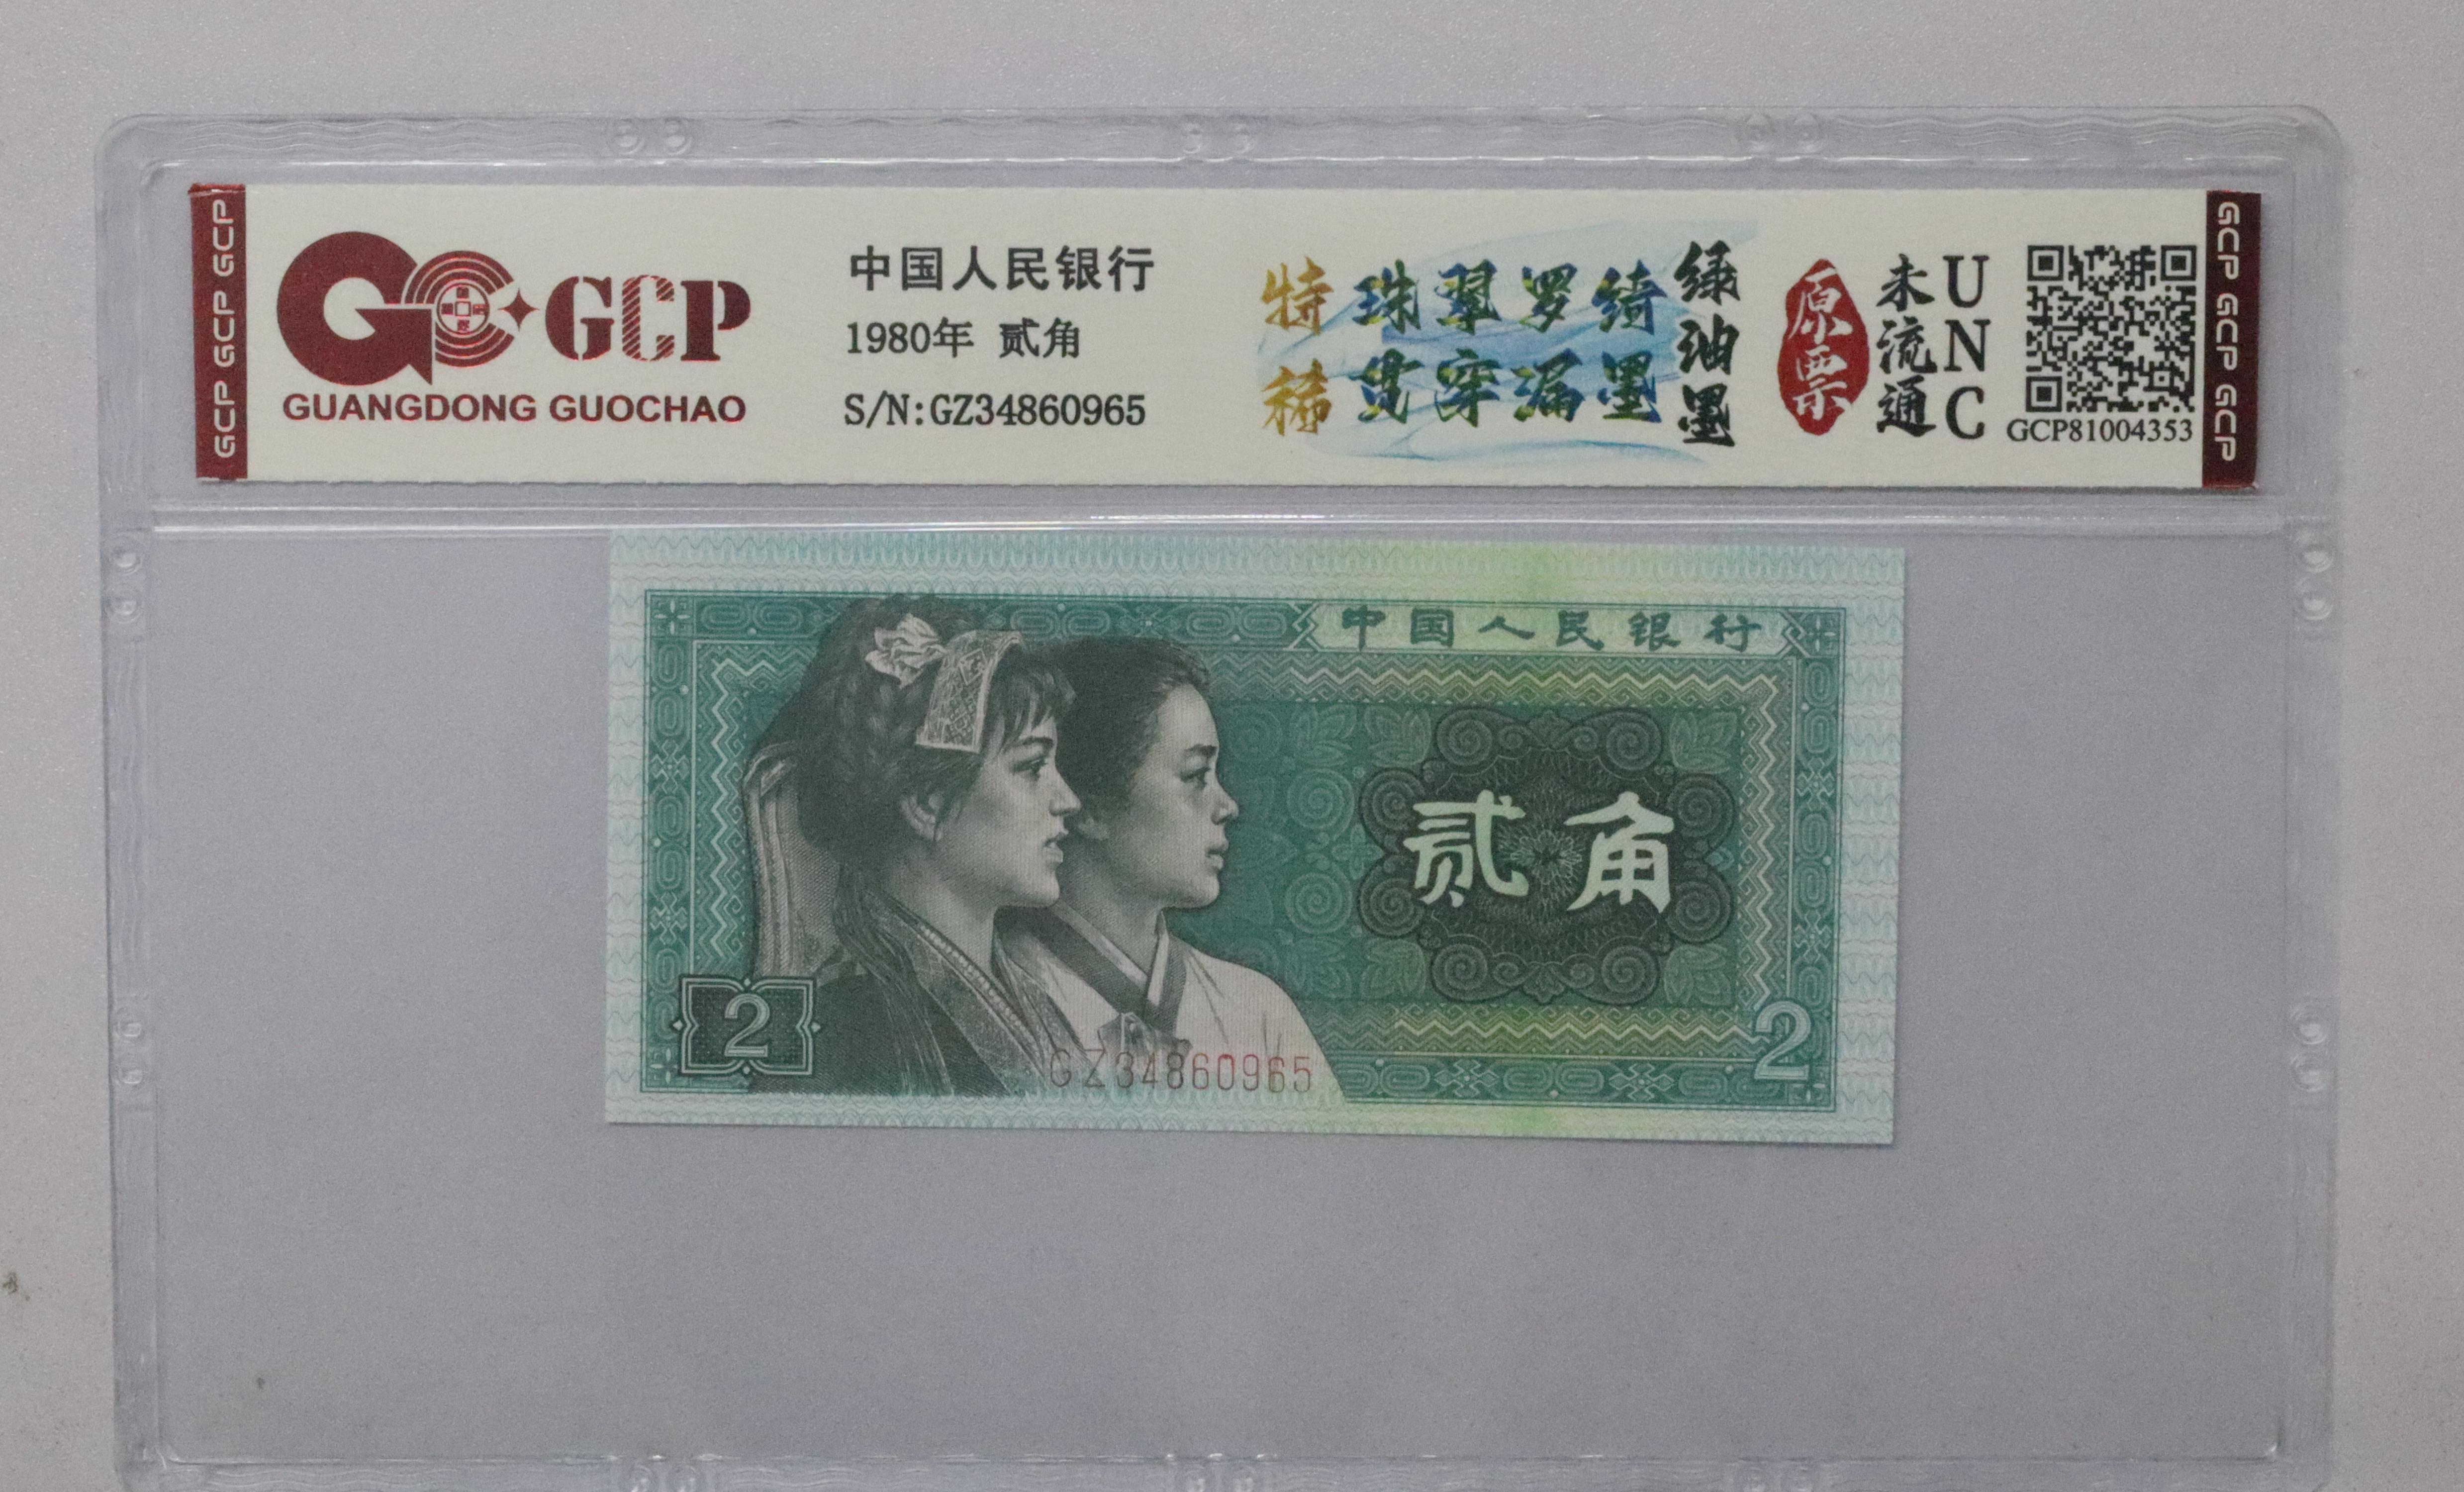 GCP GCP GCP
GCP
GUANGDONG GUOCHAO
中国人民银行
1980年 贰角
S/N:GZ34860965
特稀
珠翠罗绮
贯穿漏墨
绿油墨
原票
未流通
UNC
GCP81004353
GCP GCP GCP
中国人民银行
贰角
2
2
GZ34860965